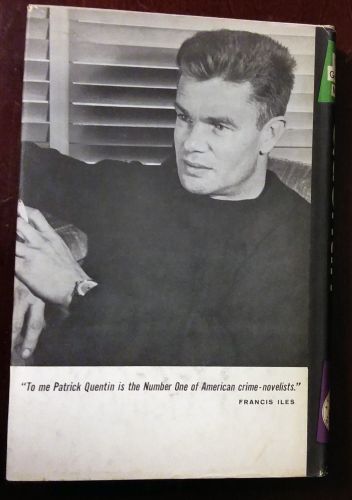 "To me Patrick Quentin is the Number One of American crime-novelists."
FRANCIS ILES